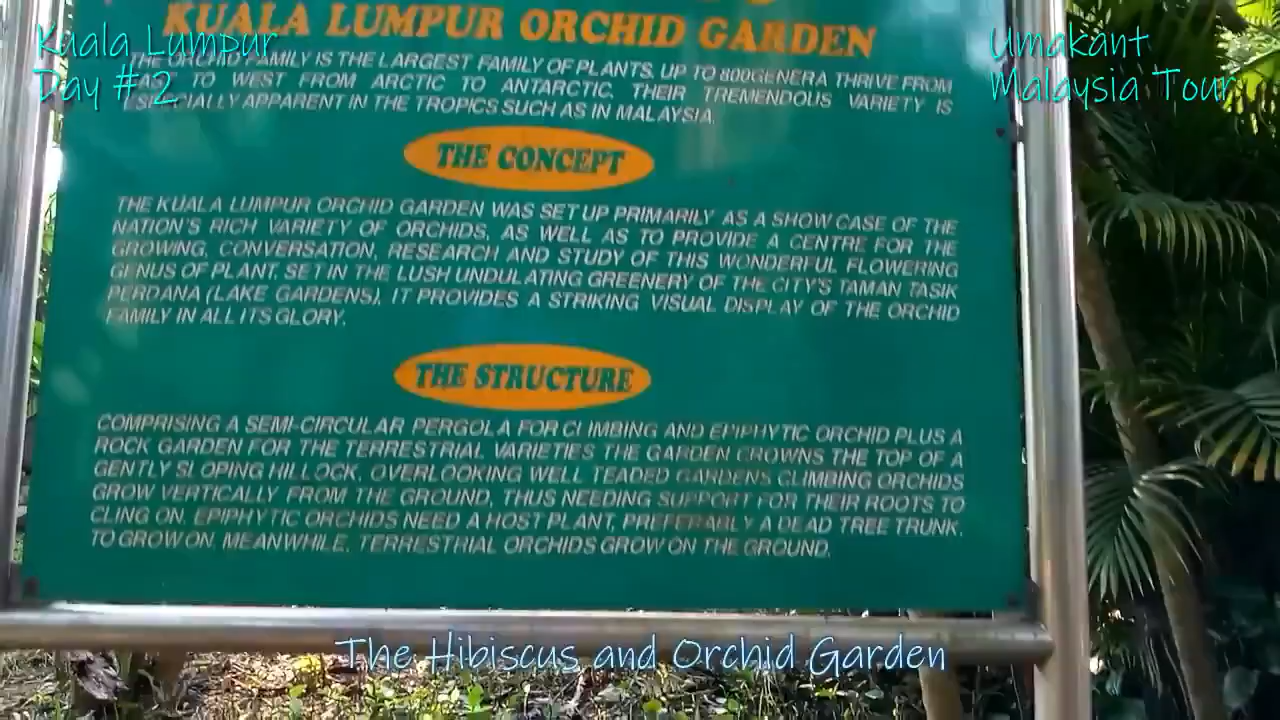 KUALA LUMPUR ORCHID GARDEN
Kuala Lumpur
Day #2
Umakant
Malaysia Tour
THE ORCHID FAMILY IS THE LARGEST FAMILY OF PLANTS, UP TO 800GENERA THRIVE FROM
TO WEST FROM ARCTIC TO ANTARCTIC. THEIR TREMENDOUS VARIETY IS
ESPECIALLY APPARENT IN THE TROPICS SUCH AS IN MALAYSIA.
THE CONCEPT
THE KUALA LUMPUR ORCHID GARDEN WAS SET UP PRIMARILY AS A SHOW CASE OF THE
NATION'S RICH VARIETY OF ORCHIDS, AS WELL AS TO PROVIDE A CENTRE FOR THE
GROWING, CONVERSATION, RESEARCH AND STUDY OF THIS WONDERFUL FLOWERING
GENUS OF PLANT. SET IN THE LUSH UNDULATING GREENERY OF THE CITY'S TAMAN TASIK
PERDANA (LAKE GARDENS), IT PROVIDES A STRIKING VISUAL DISPLAY OF THE ORCHID
FAMILY IN ALL ITS GLORY.
THE STRUCTURE
COMPRISING A SEMI-CIRCULAR PERGOLA FOR CLIMBING AND EPIPHYTIC ORCHID PLUS A
ROCK GARDEN FOR THE TERRESTRIAL VARIETIES THE GARDEN CROWNS THE TOP OF A
GENTLY SLOPING HILLOCK, OVERLOOKING WELL TEADED GARDENS CLIMBING ORCHIDS
GROW VERTICALLY FROM THE GROUND, THUS NEEDING SUPPORT FOR THEIR ROOTS TO
CLING ON. EPIPHYTIC ORCHIDS NEED A HOST PLANT, PREFERABLY A DEAD TREE TRUNK,
TO GROW ON. MEANWHILE, TERRESTRIAL ORCHIDS GROW ON THE GROUND.
The Hibiscus and Orchid Garden